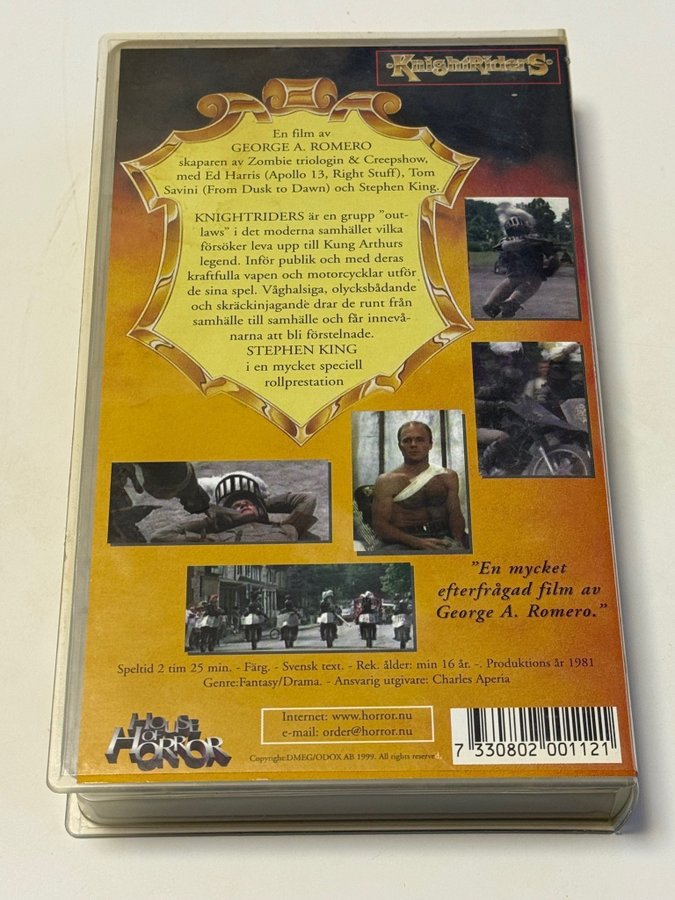 KnightRiderS
En film av
GEORGE A. ROMERO
skaparen av Zombie triologin & Creepshow,
med Ed Harris (Apollo 13, Right Stuff), Tom
Savini (From Dusk to Dawn) och Stephen King.
KNIGHTRIDERS är en grupp "out-
laws" i det moderna samhället vilka
försöker leva upp till Kung Arthurs
legend. Inför publik och med deras
kraftfulla vapen och motorcycklar utför
de sina spel. Våghalsiga, olycksbådande
och skräckinjagande drar de runt från
samhälle till samhälle och får innevå-
narna att bli förstelnade.
STEPHEN KING
i en mycket speciell
rollprestation
"En mycket
efterfrågad film av
George A. Romero."
Speltid 2 tim 25 min. - Färg. - Svensk text. - Rek. ålder: min 16 år. -. Produktions år 1981
Genre:Fantasy/Drama. - Ansvarig utgivare: Charles Aperia
HOUSE
OF
HORROR
Internet: www.horror.nu
e-mail: order@horror.nu
Copyright:DMEG/ODOX AB 1999. All rights reserved.
7 330802 001121